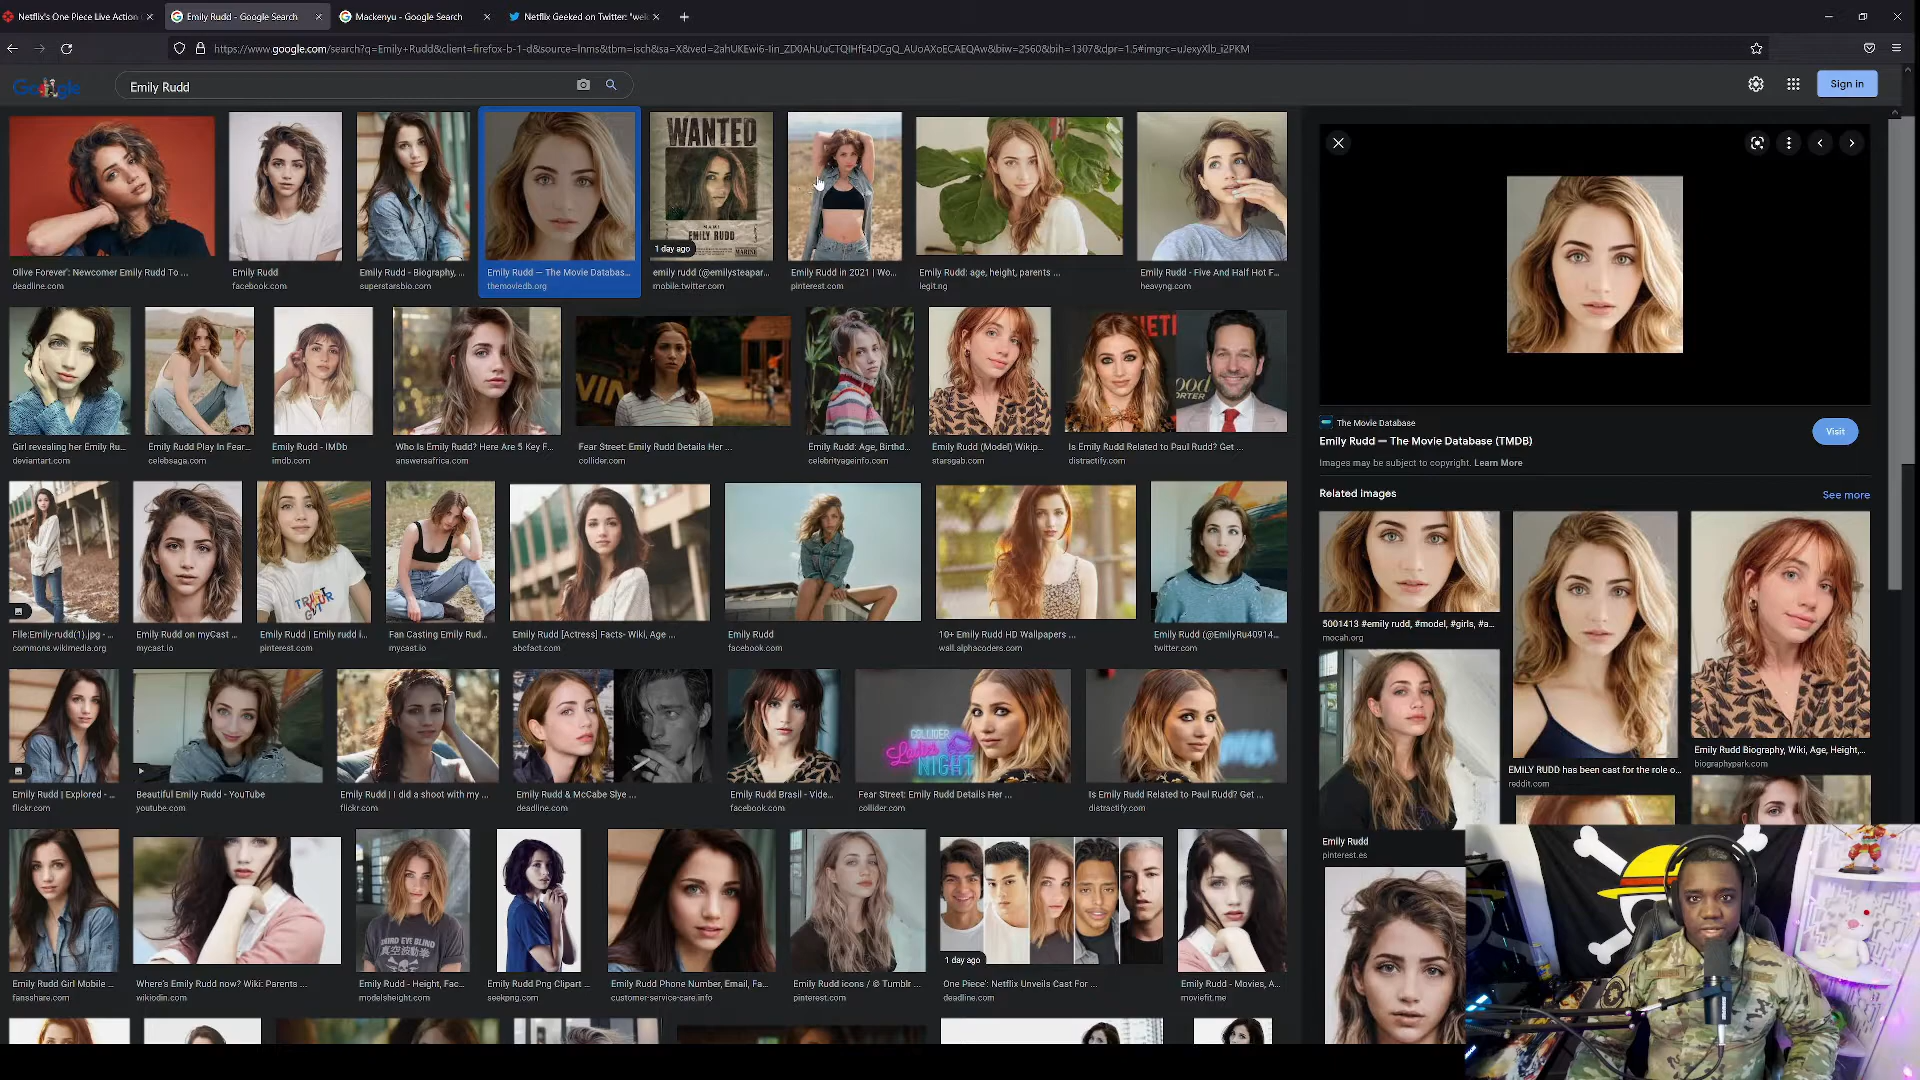 Netflix's One Piece Live Action
Emily Rudd - Google Search
Mackenyu - Google Search
Netflix Geeked on Twitter: "wel
https://www.google.com/search?q=Emily+Rudd&client=firefox-b-1-d&source=lnms&tbm=isch&sa=X&ved=2ahUKEwi6-Iin_ZD0AhUuCTQIHfE4DCgQ_AUoAXoECAEQAw&biw=2560&bih=1307&dpr=1.5#imgrc=uJexyXlb_i2PKM
Google
Emily Rudd
Sign in
WANTED
NAMI
EMILY RUDD
MARINE
1 day ago
Olive Forever': Newcomer Emily Rudd To ...
Emily Rudd
Emily Rudd - Biography, ...
Emily Rudd — The Movie Databas...
emily rudd (@emilysteapar...
Emily Rudd in 2021 | Wo...
Emily Rudd: age, height, parents ...
Emily Rudd - Five And Half Hot F...
deadline.com
facebook.com
superstarsbio.com
themoviedb.org
mobile.twitter.com
pinterest.com
legit.ng
heavyng.com
The Movie Database
Emily Rudd — The Movie Database (TMDB)
Visit
Images may be subject to copyright. Learn More
Related images
See more
Girl revealing her Emily Ru...
Emily Rudd Play In Fear...
Emily Rudd - IMDb
Who Is Emily Rudd? Here Are 5 Key F...
Fear Street: Emily Rudd Details Her ...
Emily Rudd: Age, Birthd...
Emily Rudd (Model) Wikip...
Is Emily Rudd Related to Paul Rudd? Get ...
deviantart.com
celebsaga.com
imdb.com
answersafrica.com
collider.com
celebrityageinfo.com
starsgab.com
distractify.com
File:Emily-rudd(1).jpg - ...
Emily Rudd on myCast ...
Emily Rudd | Emily rudd i...
Fan Casting Emily Rud...
Emily Rudd [Actress] Facts- Wiki, Age ...
Emily Rudd
10+ Emily Rudd HD Wallpapers ...
Emily Rudd (@EmilyRu40914...
commons.wikimedia.org
mycast.io
pinterest.com
mycast.io
abcfact.com
facebook.com
wall.alphacoders.com
twitter.com
5001413 #emily rudd, #model, #girls, #a...
mocah.org
EMILY RUDD has been cast for the role o...
reddit.com
Emily Rudd Biography, Wiki, Age, Height,...
biographypark.com
COLLIDER
Ladies
NIGHT
Emily Rudd | Explored - ...
Beautiful Emily Rudd - YouTube
Emily Rudd | I did a shoot with my ...
Emily Rudd & McCabe Slye ...
Emily Rudd Brasil - Vide...
Fear Street: Emily Rudd Details Her ...
Is Emily Rudd Related to Paul Rudd? Get ...
flickr.com
youtube.com
flickr.com
deadline.com
facebook.com
collider.com
distractify.com
Emily Rudd
pinterest.es
THIRD EYE BLIND
1 day ago
Emily Rudd Girl Mobile ...
Where's Emily Rudd now? Wiki: Parents ...
Emily Rudd - Height, Fac...
Emily Rudd Png Clipart ...
Emily Rudd Phone Number, Email, Fa...
Emily Rudd icons / © Tumblr ...
One Piece': Netflix Unveils Cast For ...
Emily Rudd - Movies, A...
fansshare.com
wikiodin.com
modelsheight.com
seekpng.com
customer-service-care.info
pinterest.com
deadline.com
moviefit.me